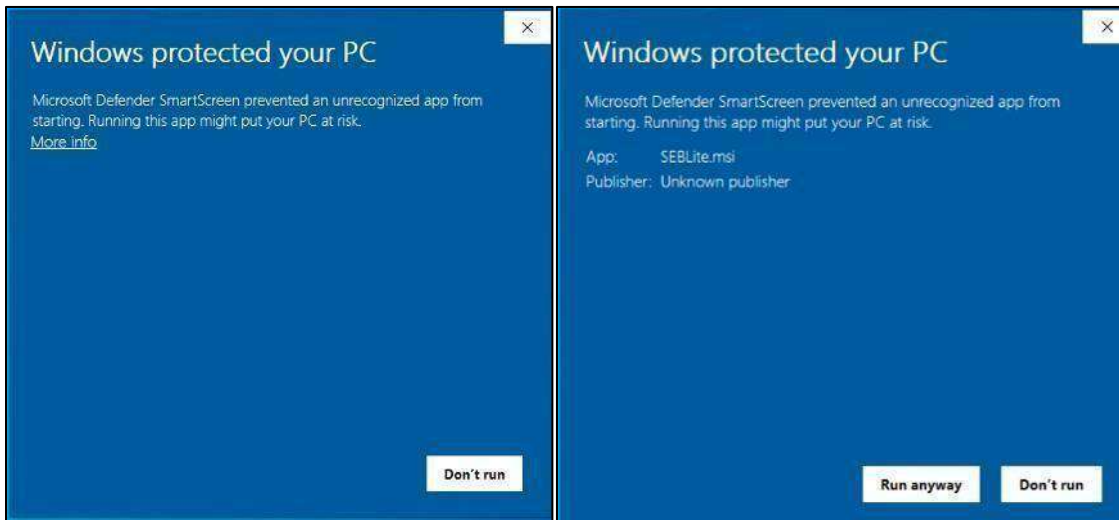 Windows protected your PC
Microsoft Defender SmartScreen prevented an unrecognized app from
starting. Running this app might put your PC at risk.
More info
Don't run
Windows protected your PC
Microsoft Defender SmartScreen prevented an unrecognized app from
starting. Running this app might put your PC at risk.
App: SEBLite.msi
Publisher: Unknown publisher
Run anyway Don't run